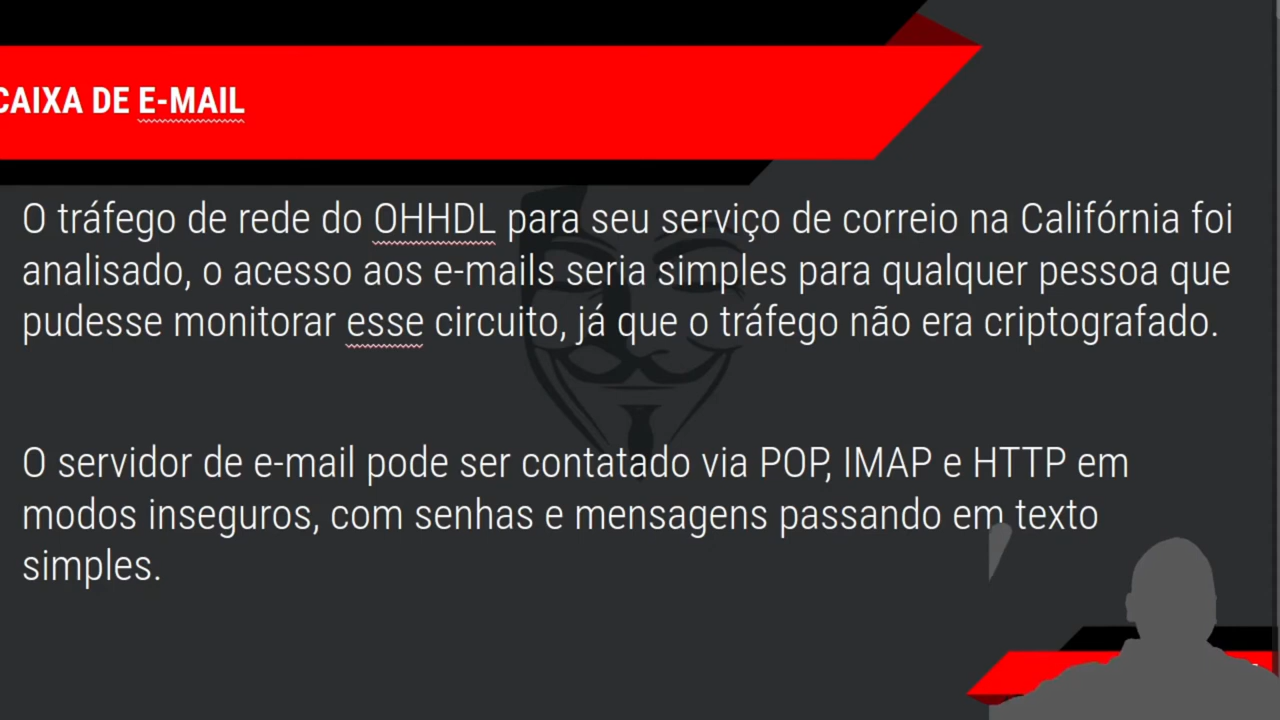 CAIXA DE E-MAIL
O tráfego de rede do OHHDL para seu serviço de correio na Califórnia foi
analisado, o acesso aos e-mails seria simples para qualquer pessoa que
pudesse monitorar esse circuito, já que o tráfego não era criptografado.
O servidor de e-mail pode ser contatado via POP, IMAP e HTTP em
modos inseguros, com senhas e mensagens passando em texto
simples.